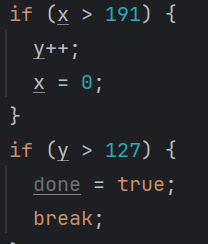 if (x > 191) {
y++;
x = 0;
}
if (y > 127) {
done = true;
break;